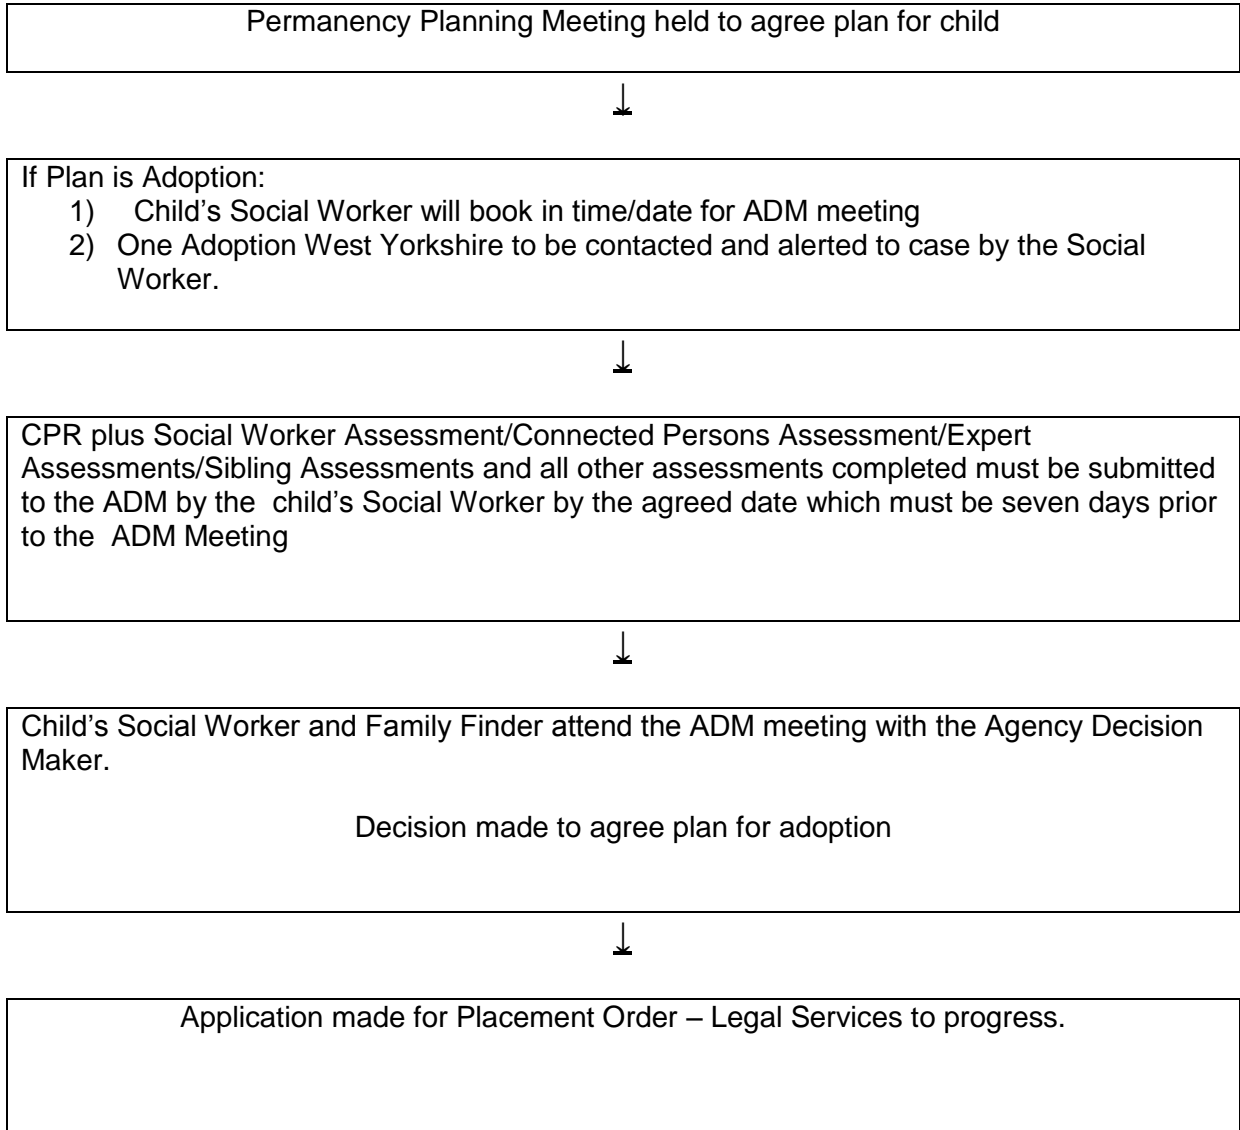 Permanency Planning Meeting held to agree plan for child
↓
If Plan is Adoption:
1) Child’s Social Worker will book in time/date for ADM meeting
2) One Adoption West Yorkshire to be contacted and alerted to case by the Social
Worker.
↓
CPR plus Social Worker Assessment/Connected Persons Assessment/Expert
Assessments/Sibling Assessments and all other assessments completed must be submitted
to the ADM by the child’s Social Worker by the agreed date which must be seven days prior
to the ADM Meeting
↓
Child’s Social Worker and Family Finder attend the ADM meeting with the Agency Decision
Maker.
Decision made to agree plan for adoption
↓
Application made for Placement Order – Legal Services to progress.